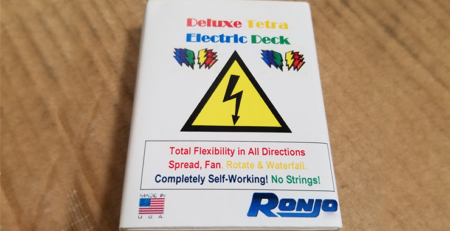 Deluxe Tetra
Electric Deck
Total Flexibility in All Directions
Spread, Fan, Rotate & Waterfall.
Completely Self-Working! No Strings!
MADE IN
U.S.A.
RONJO